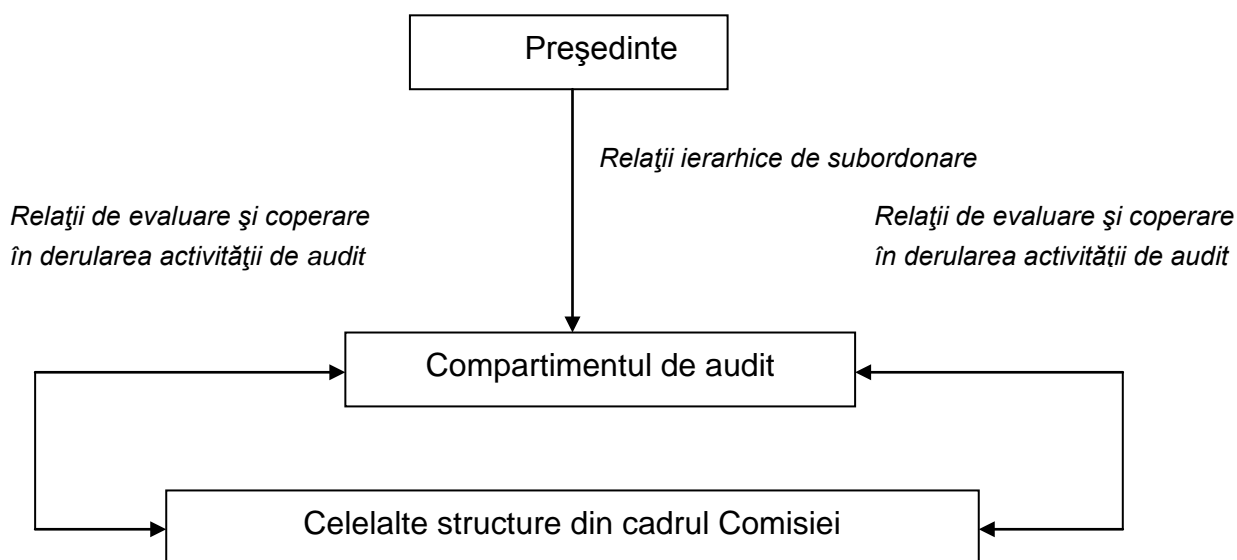 Preşedinte
Relaţii ierarhice de subordonare
Relaţii de evaluare şi coperare
în derularea activităţii de audit
Relaţii de evaluare şi coperare
în derularea activităţii de audit
Compartimentul de audit
Celelalte structure din cadrul Comisiei